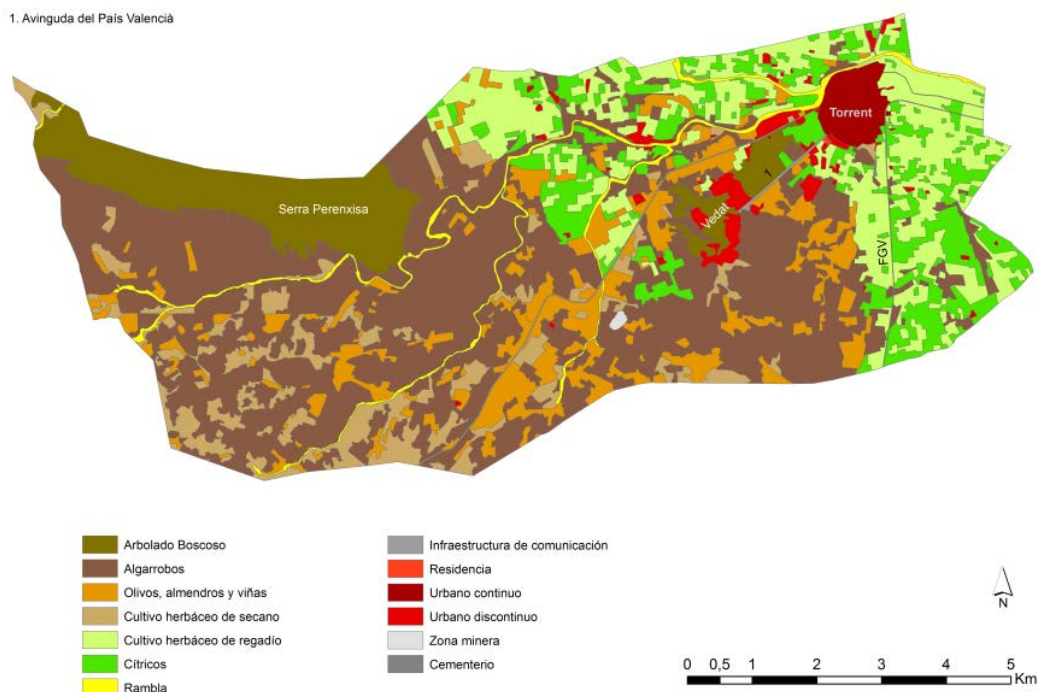 1. Avinguda del País Valencià
Torrent
1
Serra Perenxisa
Vedat
FGV
Arbolado Boscoso
Algarrobos
Olivos, almendros y viñas
Cultivo herbáceo de secano
Cultivo herbáceo de regadío
Cítricos
Rambla
Infraestructura de comunicación
Residencia
Urbano continuo
Urbano discontinuo
Zona minera
Cementerio
N
0 0,5 1 2 3 4 5
Km